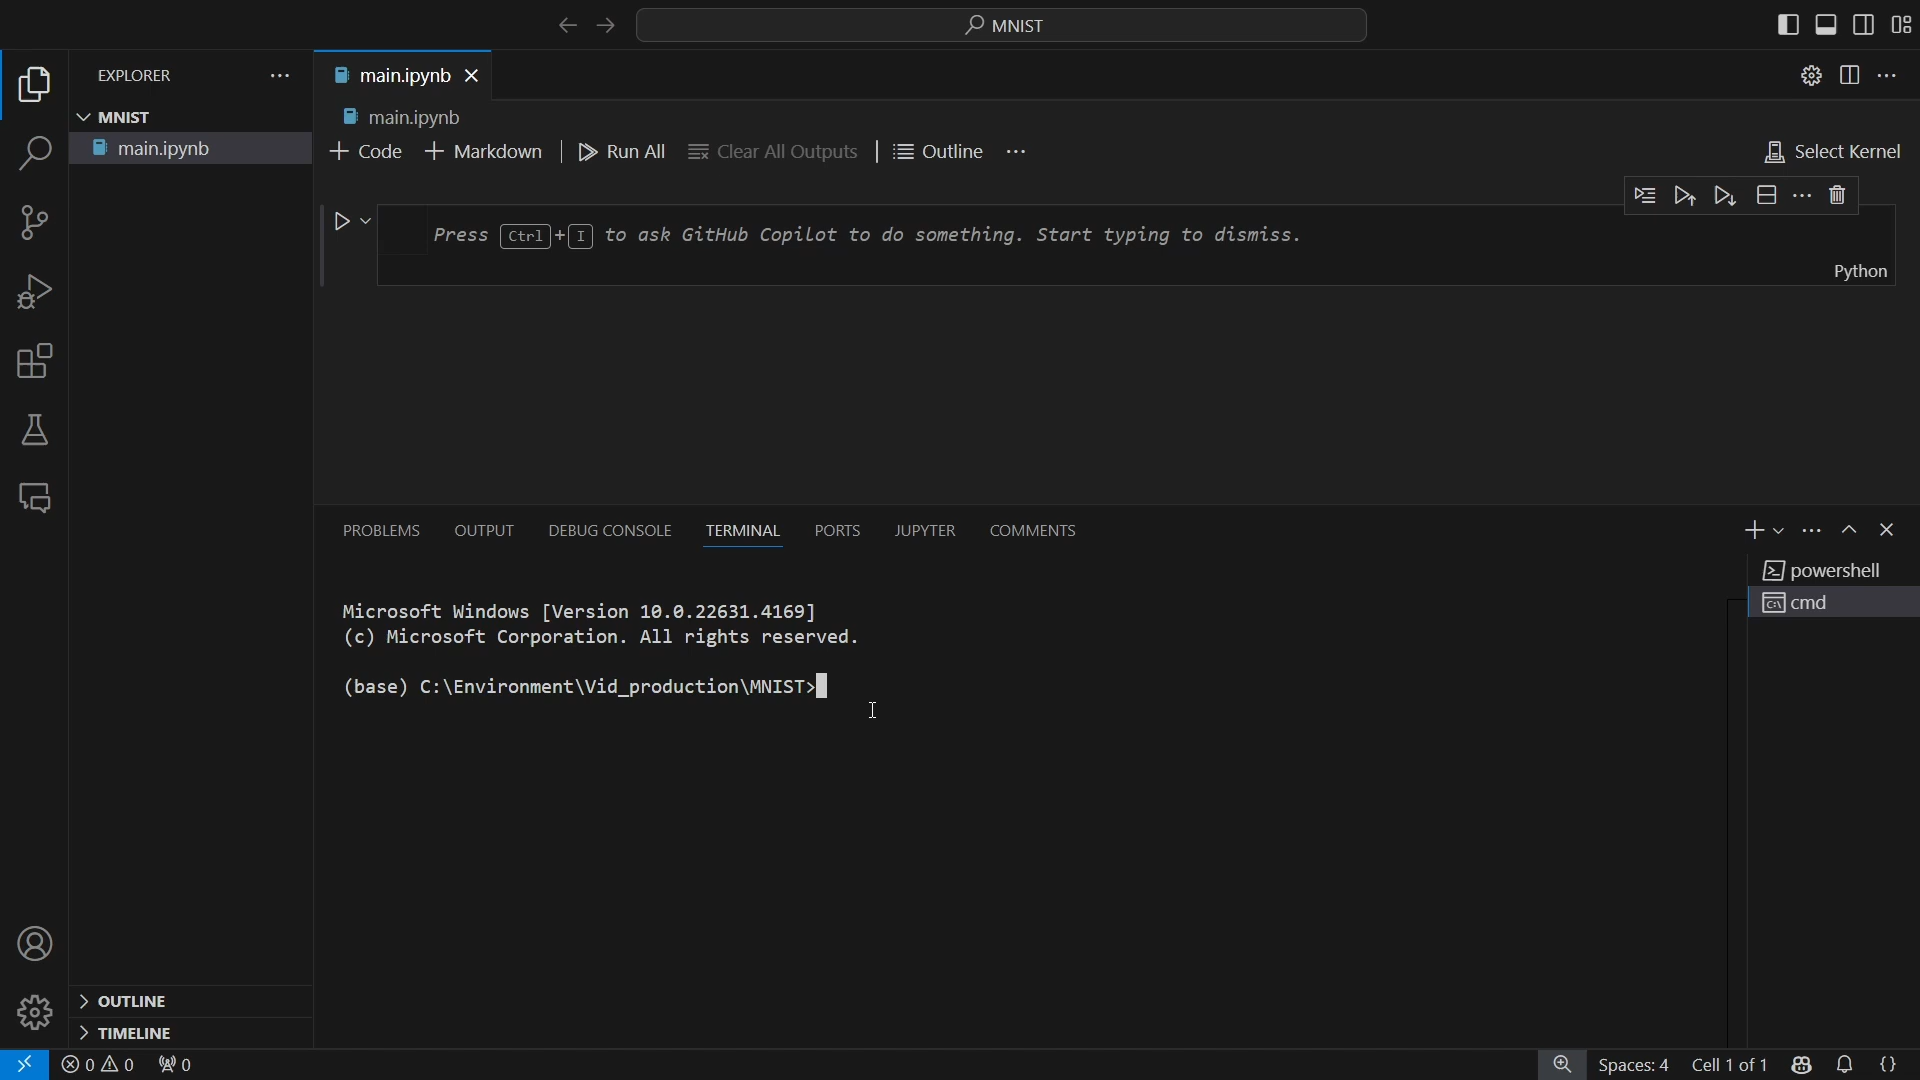 MNIST
EXPLORER
MNIST
main.ipynb
OUTLINE
TIMELINE
main.ipynb
main.ipynb
Code Markdown Run All Clear All Outputs Outline Select Kernel
Press Ctrl+I to ask GitHub Copilot to do something. Start typing to dismiss.
Python
PROBLEMS OUTPUT DEBUG CONSOLE TERMINAL PORTS JUPYTER COMMENTS
powershell
cmd
Microsoft Windows [Version 10.0.22631.4169]
(c) Microsoft Corporation. All rights reserved.
(base) C:\Environment\Vid_production\MNIST>
0 0 0 Spaces: 4 Cell 1 of 1 {}